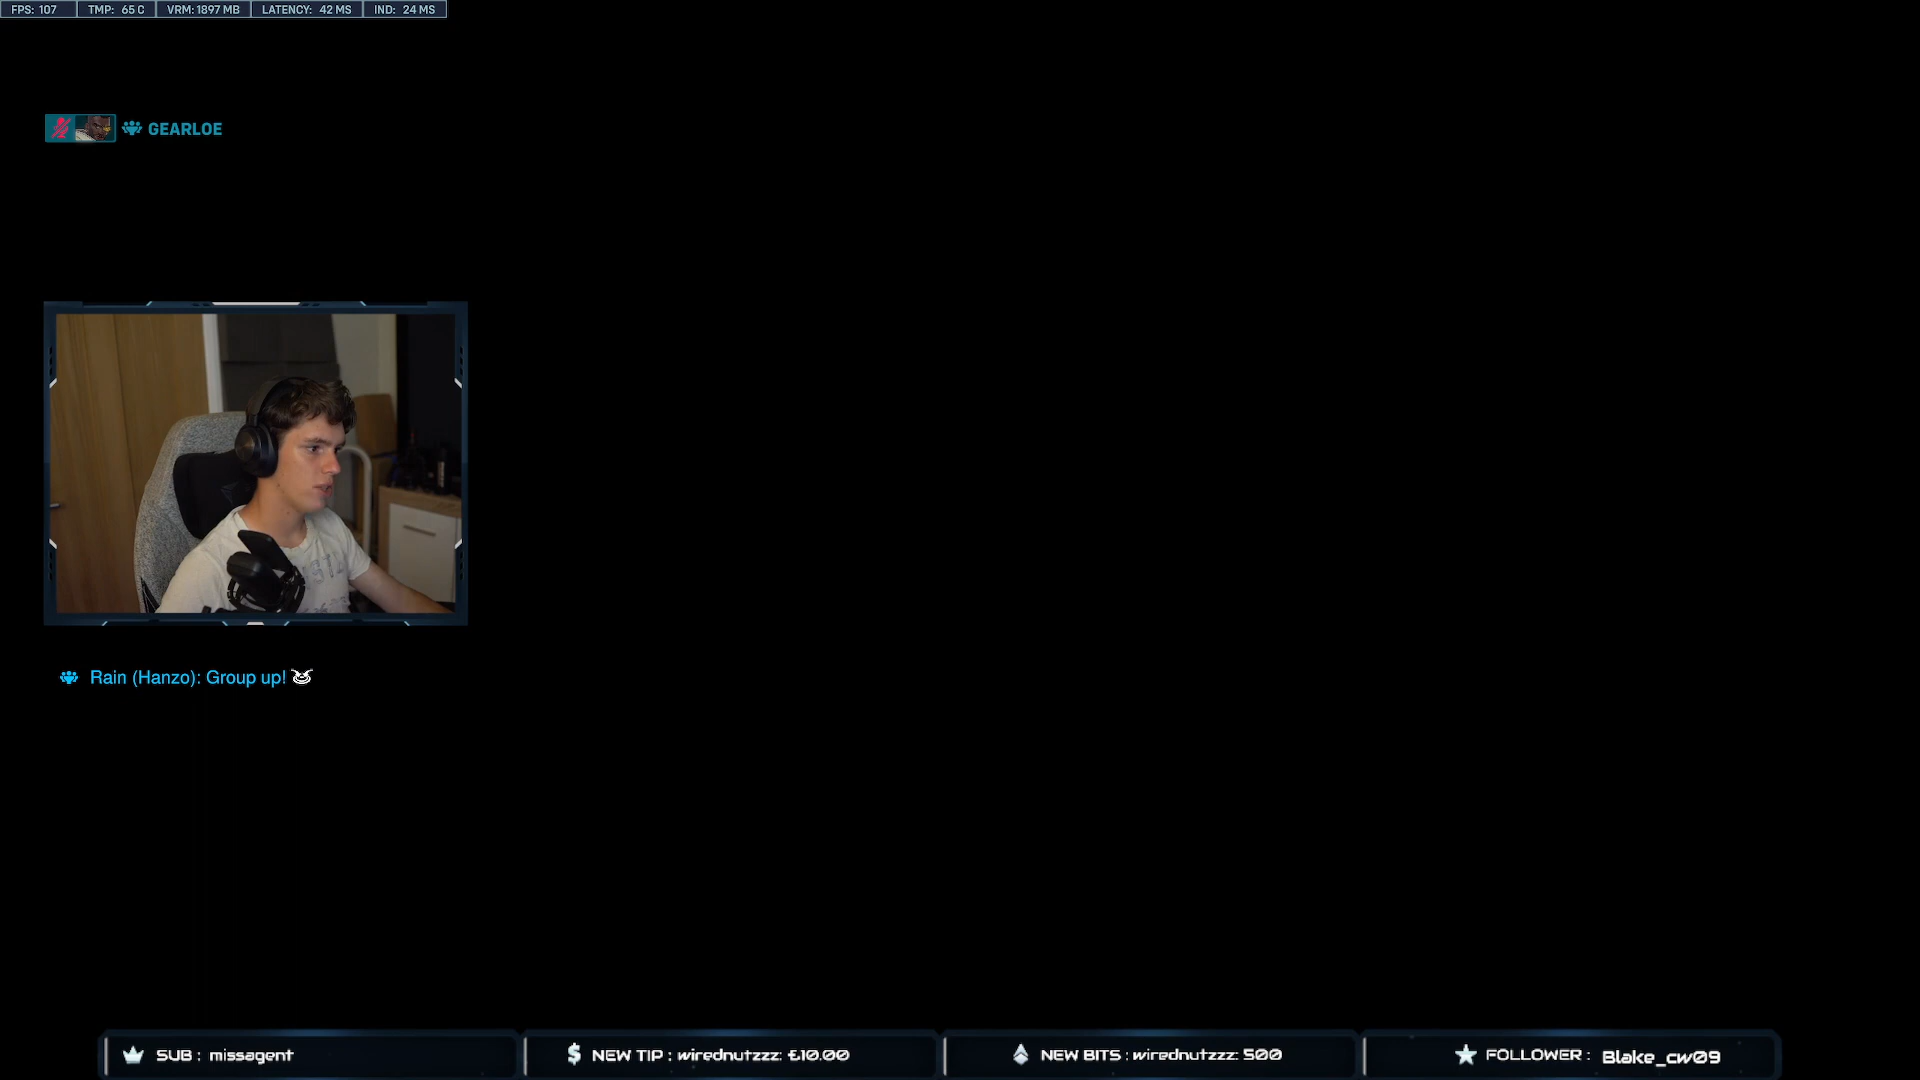 FPS: 107 TMP: 65 C VRM: 1897 MB LATENCY: 42 MS IND: 24 MS
GEARLOE
Rain (Hanzo): Group up!
SUB : missagent NEW TIP : wirednutzzz: £10.00 NEW BITS : wirednutzzz: 500 FOLLOWER : Blake_cw09